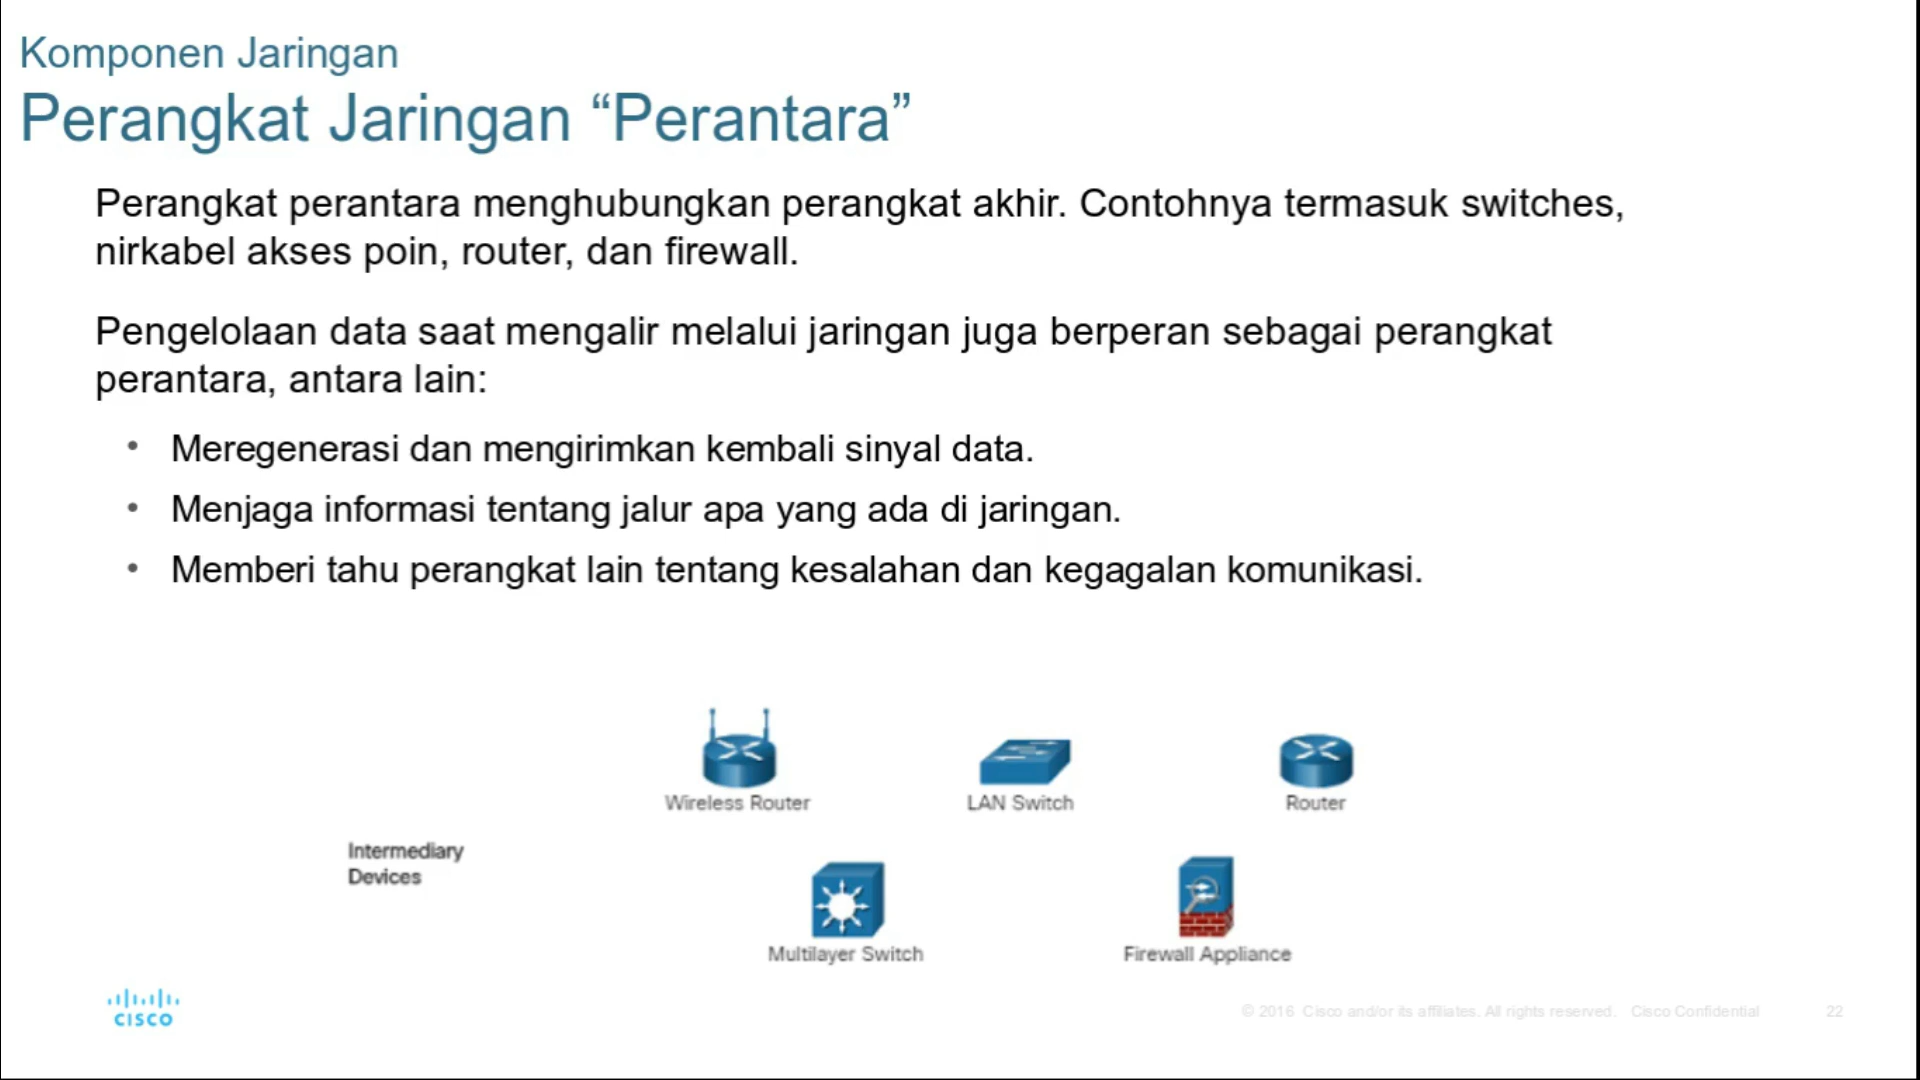 Komponen Jaringan
Perangkat Jaringan “Perantara”
Perangkat perantara menghubungkan perangkat akhir. Contohnya termasuk switches,
nirkabel akses poin, router, dan firewall.
Pengelolaan data saat mengalir melalui jaringan juga berperan sebagai perangkat
perantara, antara lain:
• Meregenerasi dan mengirimkan kembali sinyal data.
• Menjaga informasi tentang jalur apa yang ada di jaringan.
• Memberi tahu perangkat lain tentang kesalahan dan kegagalan komunikasi.
Wireless Router
LAN Switch
Router
Intermediary
Devices
Multilayer Switch
Firewall Appliance
CISCO
© 2016 Cisco and/or its affiliates. All rights reserved. Cisco Confidential
22